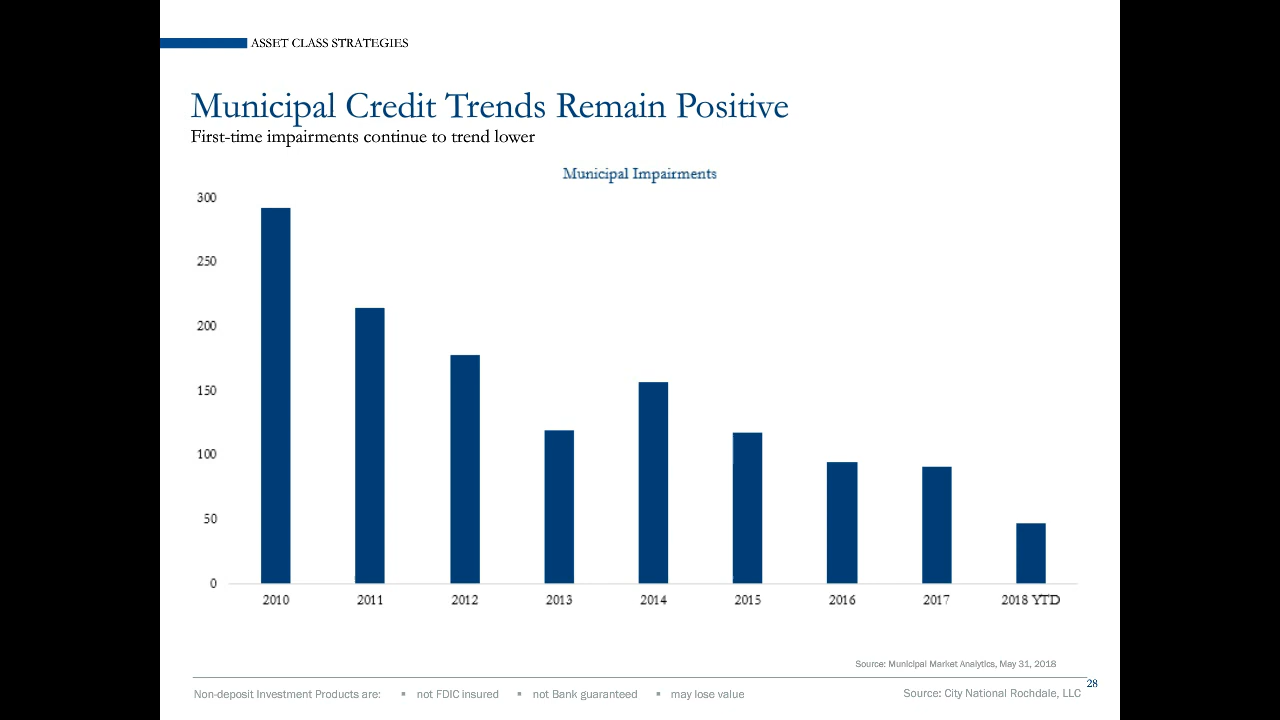 ASSET CLASS STRATEGIES
Municipal Credit Trends Remain Positive
First-time impairments continue to trend lower
Municipal Impairments
300
250
200
150
100
50
0
2010 2011 2012 2013 2014 2015 2016 2017 2018 YTD
Source: Municipal Market Analytics, May 31, 2018
Non-deposit Investment Products are: ▪ not FDIC insured ▪ not Bank guaranteed ▪ may lose value
Source: City National Rochdale, LLC
28